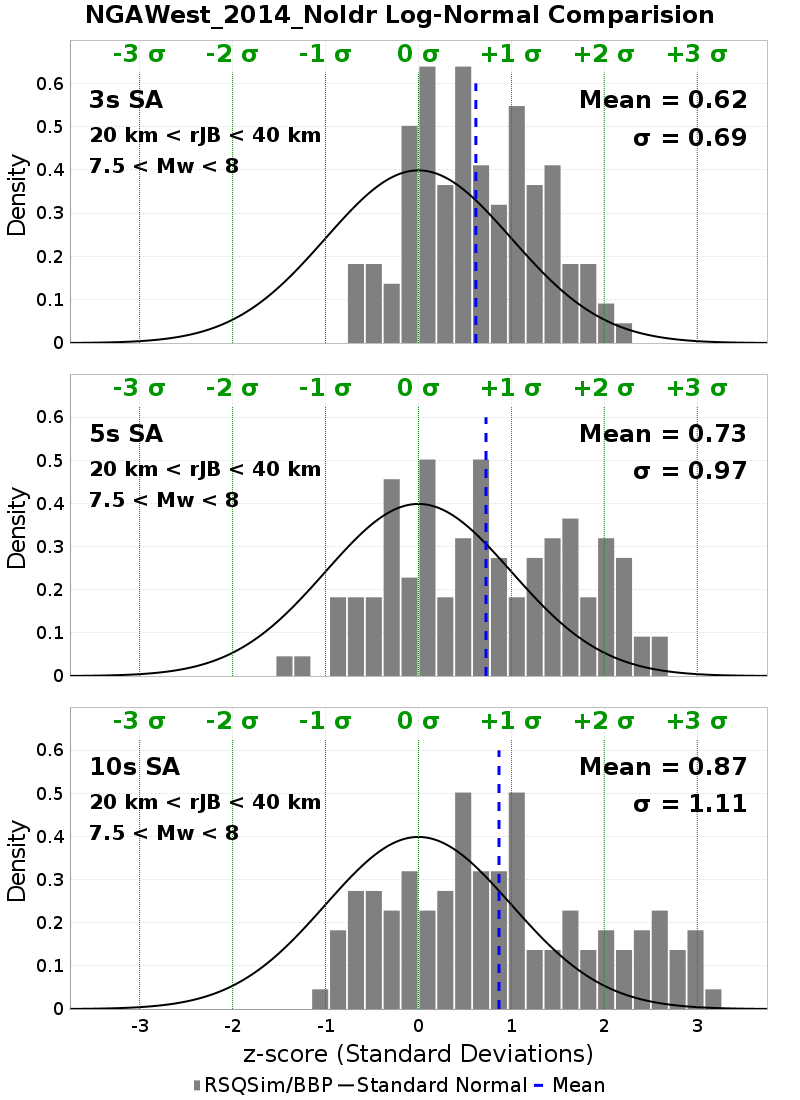 NGAWest_2014_NoIdr Log-Normal Comparision
-3 σ -2 σ -1 σ 0 σ +1 σ +2 σ +3 σ
3s SA
20 km < rJB < 40 km
7.5 < Mw < 8
Mean = 0.62
σ = 0.69
Density
0.6
0.5
0.4
0.3
0.2
0.1
0
-3 σ -2 σ -1 σ 0 σ +1 σ +2 σ +3 σ
5s SA
20 km < rJB < 40 km
7.5 < Mw < 8
Mean = 0.73
σ = 0.97
Density
0.6
0.5
0.4
0.3
0.2
0.1
0
-3 σ -2 σ -1 σ 0 σ +1 σ +2 σ +3 σ
10s SA
20 km < rJB < 40 km
7.5 < Mw < 8
Mean = 0.87
σ = 1.11
Density
0.6
0.5
0.4
0.3
0.2
0.1
0
-3 -2 -1 0 1 2 3
z-score (Standard Deviations)
RSQSim/BBP Standard Normal Mean